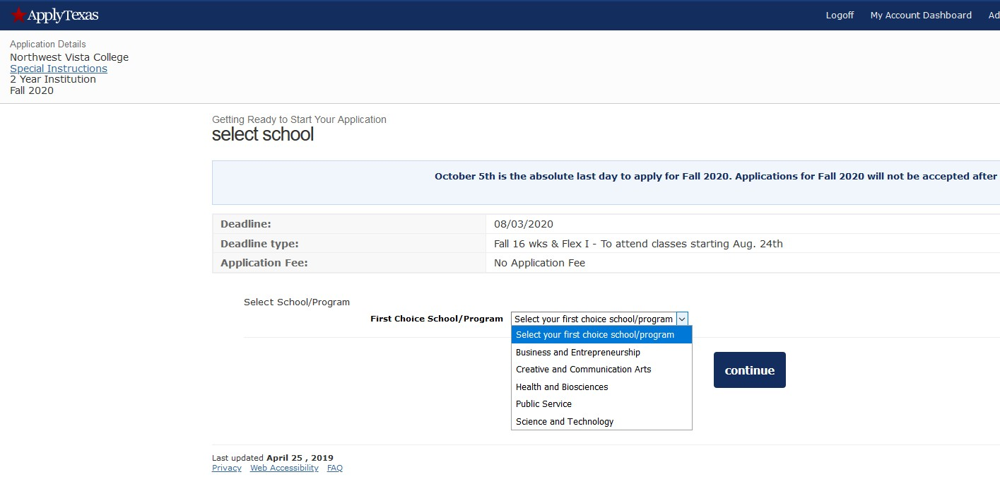 ApplyTexas
Logoff My Account Dashboard Ad
Application Details
Northwest Vista College
Special Instructions
2 Year Institution
Fall 2020
Getting Ready to Start Your Application
select school
October 5th is the absolute last day to apply for Fall 2020. Applications for Fall 2020 will not be accepted after
Deadline: 08/03/2020
Deadline type: Fall 16 wks & Flex I - To attend classes starting Aug. 24th
Application Fee: No Application Fee
Select School/Program
First Choice School/Program Select your first choice school/program
Select your first choice school/program
Business and Entrepreneurship
Creative and Communication Arts
Health and Biosciences
Public Service
Science and Technology
continue
Last updated April 25 , 2019
Privacy Web Accessibility FAQ